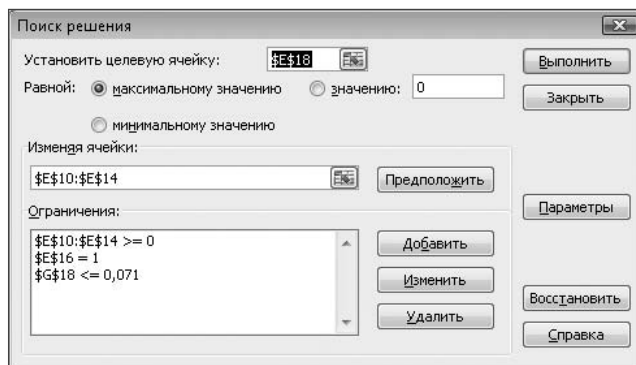 Поиск решения
Установить целевую ячейку: $E$18
Выполнить
Равной: максимальному значению значению: 0
Закрыть
минимальному значению
Изменяя ячейки:
$E$10:$E$14
Предположить
Ограничения:
Параметры
$E$10:$E$14 >= 0
$E$16 = 1
$G$18 <= 0,071
Добавить
Изменить
Удалить
Восстановить
Справка